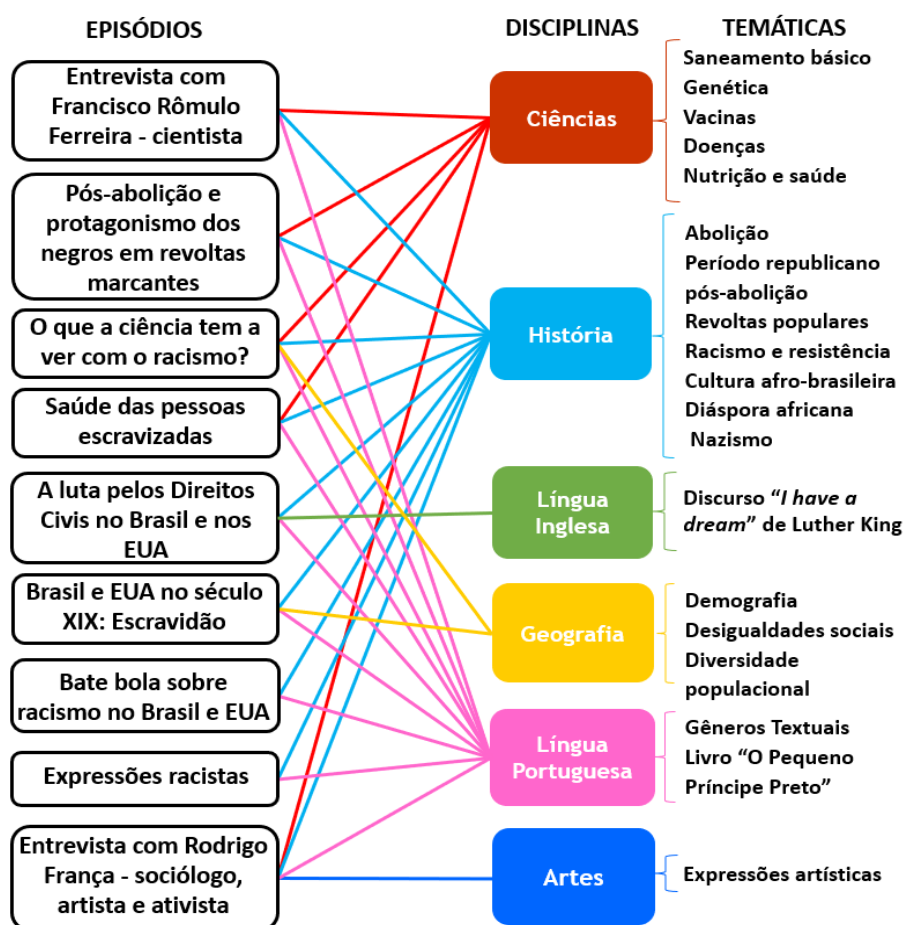 EPISÓDIOS
Entrevista com
Francisco Rômulo
Ferreira - cientista
Pós-abolição e
protagonismo dos
negros em revoltas
marcantes
O que a ciência tem a
ver com o racismo?
Saúde das pessoas
escravizadas
A luta pelos Direitos
Civis no Brasil e nos
EUA
Brasil e EUA no século
XIX: Escravidão
Bate bola sobre
racismo no Brasil e EUA
Expressões racistas
Entrevista com Rodrigo
França - sociólogo,
artista e ativista
DISCIPLINAS
Ciências
História
Língua
Inglesa
Geografia
Língua
Portuguesa
Artes
TEMÁTICAS
Saneamento básico
Genética
Vacinas
Doenças
Nutrição e saúde
Abolição
Período republicano
pós-abolição
Revoltas populares
Racismo e resistência
Cultura afro-brasileira
Diáspora africana
Nazismo
Discurso “I have a
dream” de Luther King
Demografia
Desigualdades sociais
Diversidade
populacional
Gêneros Textuais
Livro “O Pequeno
Príncipe Preto”
Expressões artísticas